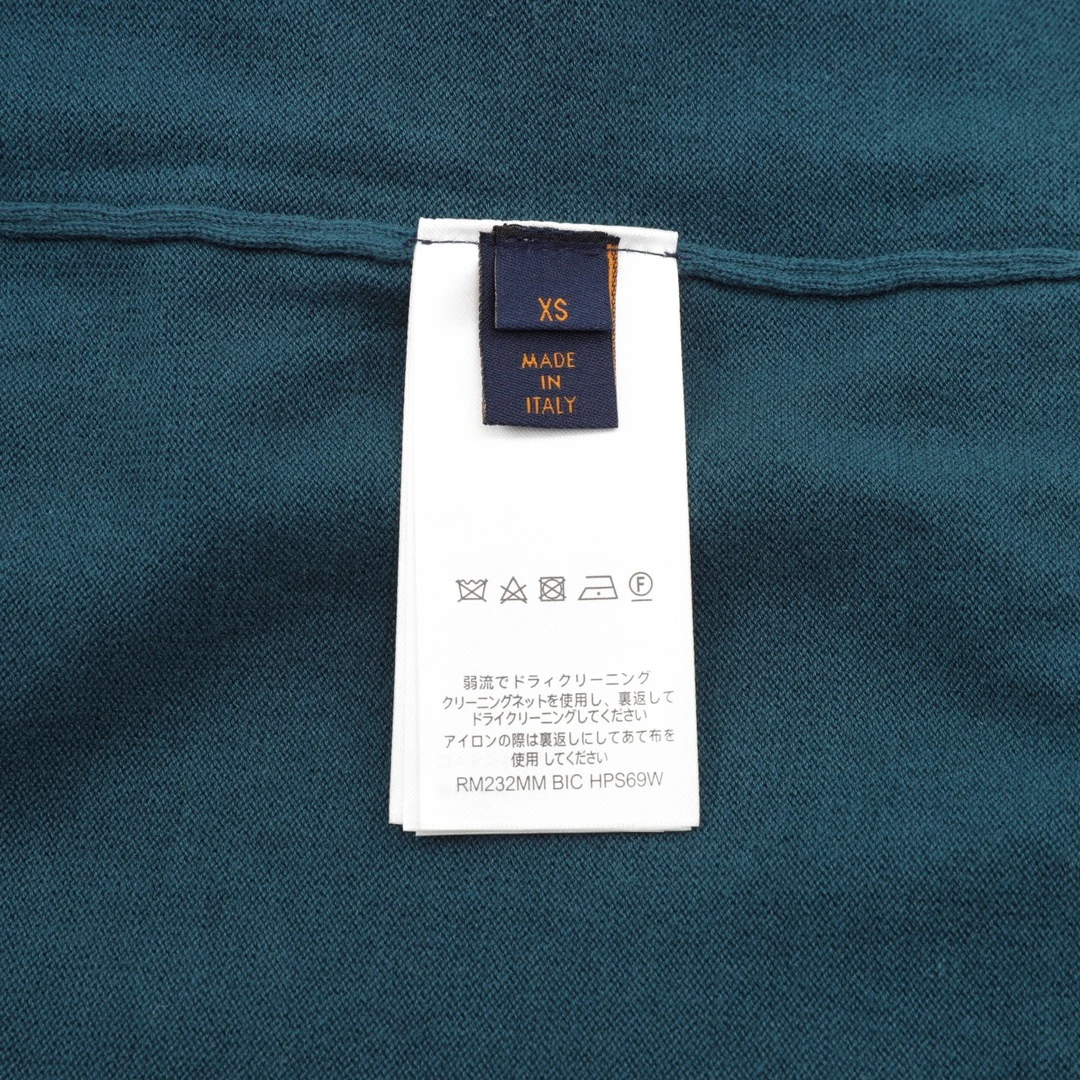 XS
MADE
IN
ITALY
F
弱流でドライクリーニング
クリーニングネットを使用し、裏返して
ドライクリーニングしてください
アイロンの際は裏返しにしてあて布を
使用 してください
RM232MM BIC HPS69W